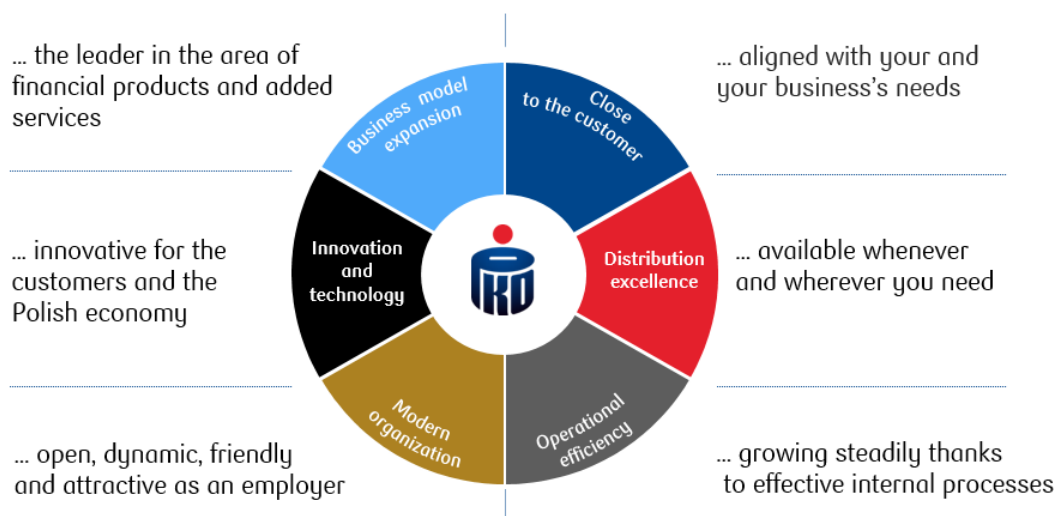 ... the leader in the area of
financial products and added
services
... aligned with your and
your business's needs
Business model
expansion
Close
to the customer
... innovative for the
customers and the
Polish economy
Innovation
and
technology
PKO
Distribution
excellence
... available whenever
and wherever you need
Modern
organization
Operational
efficiency
... open, dynamic, friendly
and attractive as an employer
... growing steadily thanks
to effective internal processes